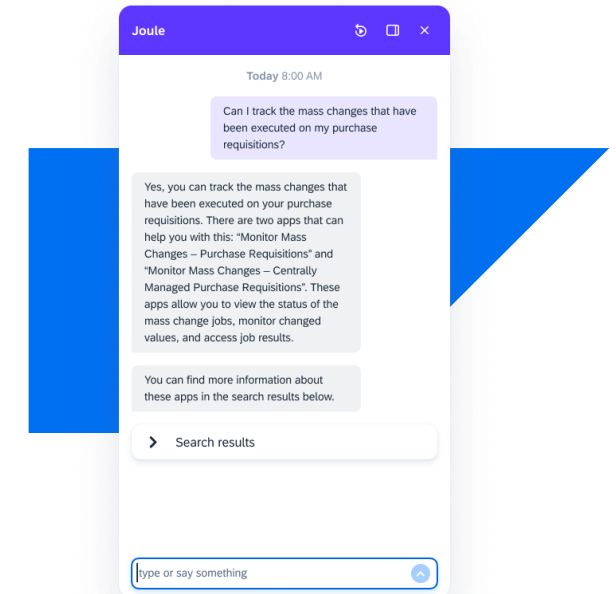 Joule
Today 8:00 AM
Can I track the mass changes that have
been executed on my purchase
requisitions?
Yes, you can track the mass changes that
have been executed on your purchase
requisitions. There are two apps that can
help you with this: “Monitor Mass
Changes – Purchase Requisitions” and
“Monitor Mass Changes – Centrally
Managed Purchase Requisitions”. These
apps allow you to view the status of the
mass change jobs, monitor changed
values, and access job results.
You can find more information about
these apps in the search results below.
Search results
type or say something